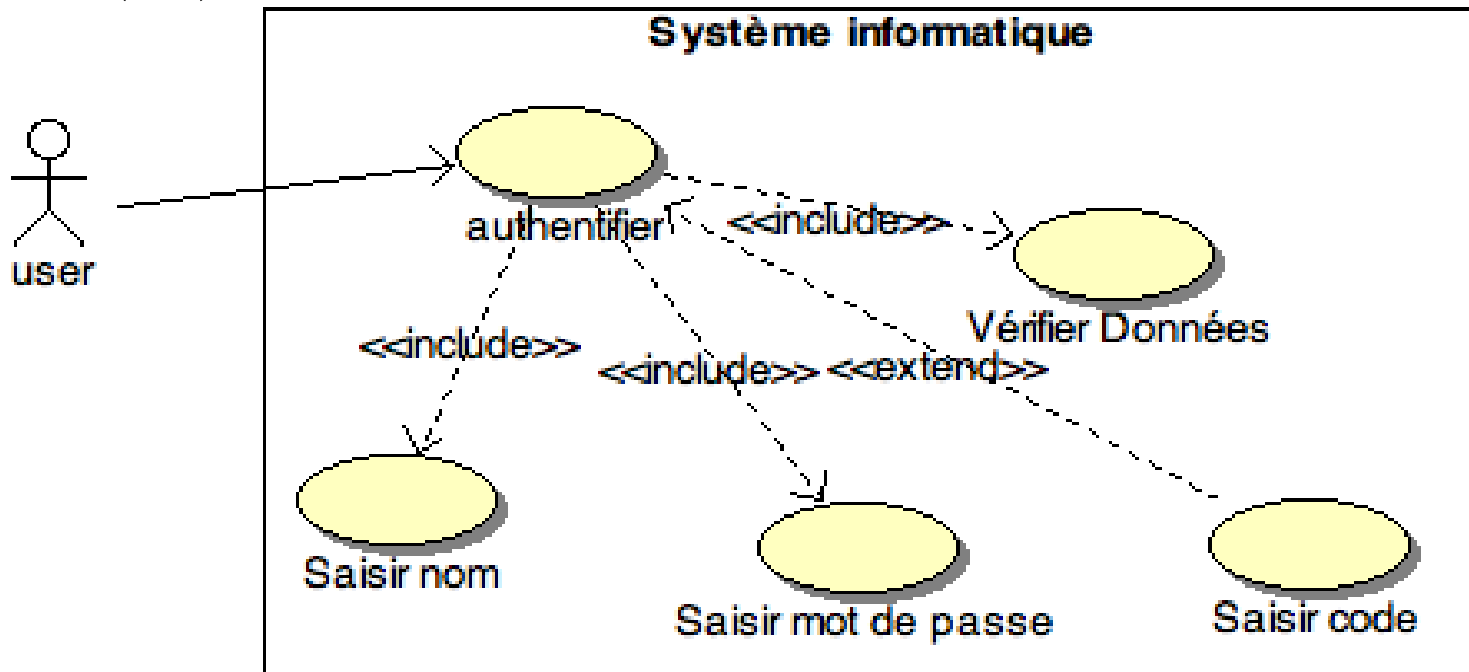 Système informatique
user
authentifier
<<include>>
Vérifier Données
<<include>>
<<include>>
<<extend>>
Saisir nom
Saisir mot de passe
Saisir code